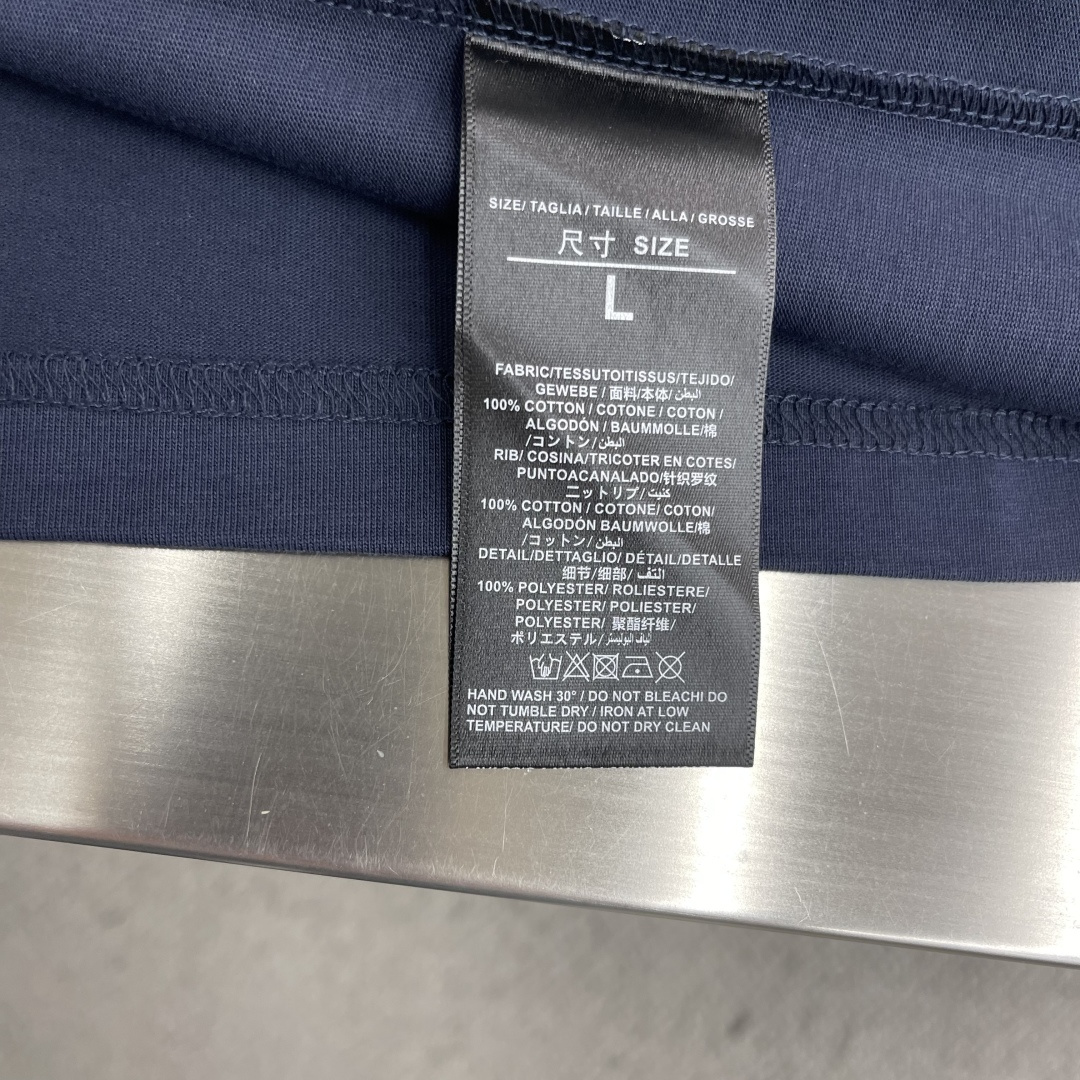 SIZE/ TAGLIA / TAILLE / ALLA / GROSSE
尺寸 SIZE
L
FABRIC/TESSUTOITISSUS/TEJIDO/
GEWEBE / 面料/本体/ البطن/
100% COTTON / COTONE / COTON /
ALGODÓN / BAUMMOLLE/棉
/コントン/ البطن/
RIB/ COSINA/TRICOTER EN COTES/
PUNTOACANALADO/针织罗纹
ニットリブ/ كنيت/
100% COTTON / COTONE/ COTON/
ALGODÓN BAUMWOLLE/棉
/コットン/ البطن/
DETAIL/DETTAGLIO/ DÉTAIL/DETALLE
细节/细部/ التف/
100% POLYESTER/ ROLIESTERE/
POLYESTER/ POLIESTER/
POLYESTER/ 聚酯纤维/
ポリエステル/ ألياف البوليستر/
HAND WASH 30° / DO NOT BLEACHI DO
NOT TUMBLE DRY / IRON AT LOW
TEMPERATURE/ DO NOT DRY CLEAN